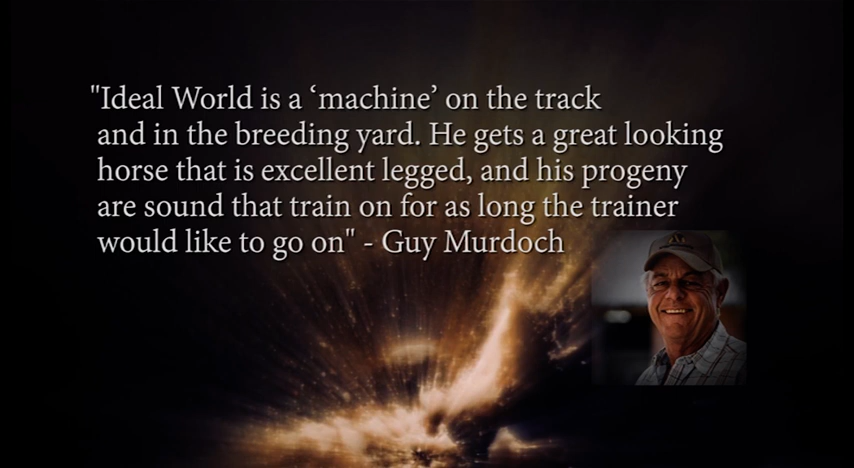 "Ideal World is a ‘machine’ on the track
and in the breeding yard. He gets a great looking
horse that is excellent legged, and his progeny
are sound that train on for as long the trainer
would like to go on" - Guy Murdoch